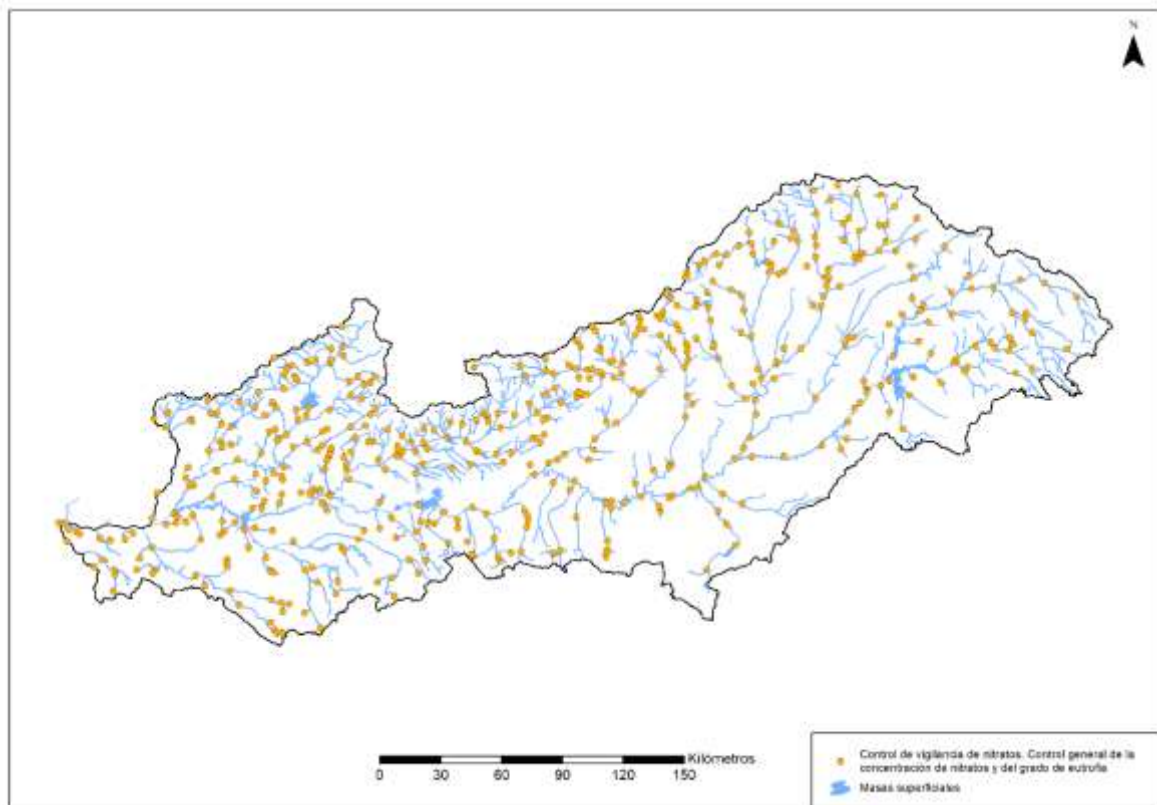 N
Kilómetros
0 30 60 90 120 150
Control de vigilancia de nitratos. Control general de la
concentración de nitratos y del grado de eutrofia
Masas superficiales